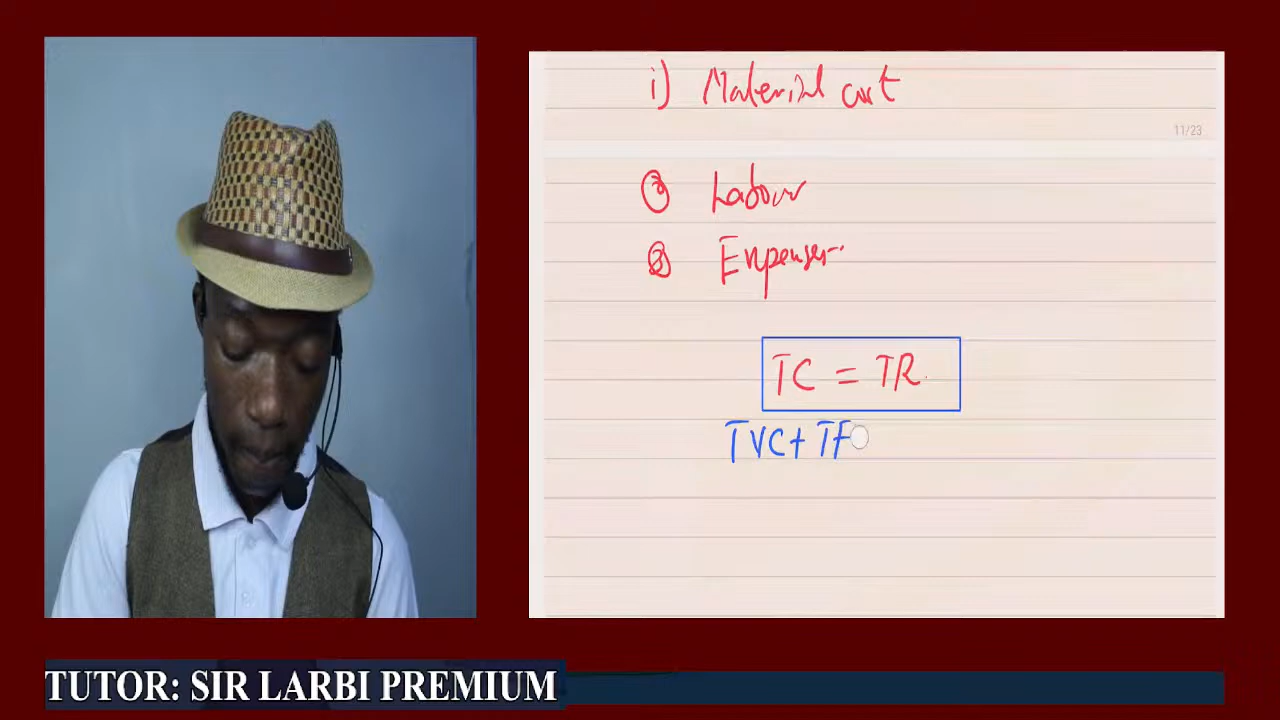 i) Material cost
11/23
② Labour
③ Expenses
TC = TR
TVC + TF
TUTOR: SIR LARBI PREMIUM